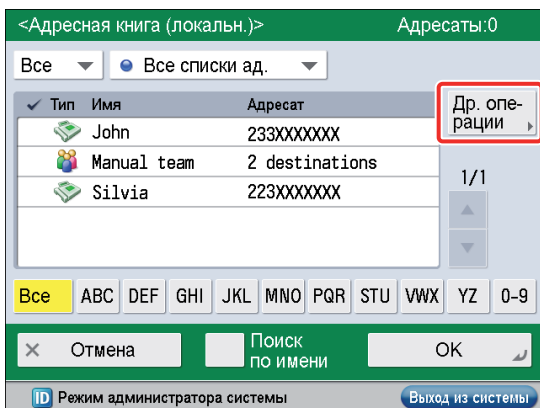 <Адресная книга (локальн.)> Адресаты:0
Все Все списки ад.
Тип Имя Адресат
Др. опе-
рации
John 233XXXXXXX
Manual team 2 destinations
Silvia 223XXXXXXX
1/1
Все ABC DEF GHI JKL MNO PQR STU VWX YZ 0-9
Отмена Поиск
по имени OK
ID Режим администратора системы Выход из системы